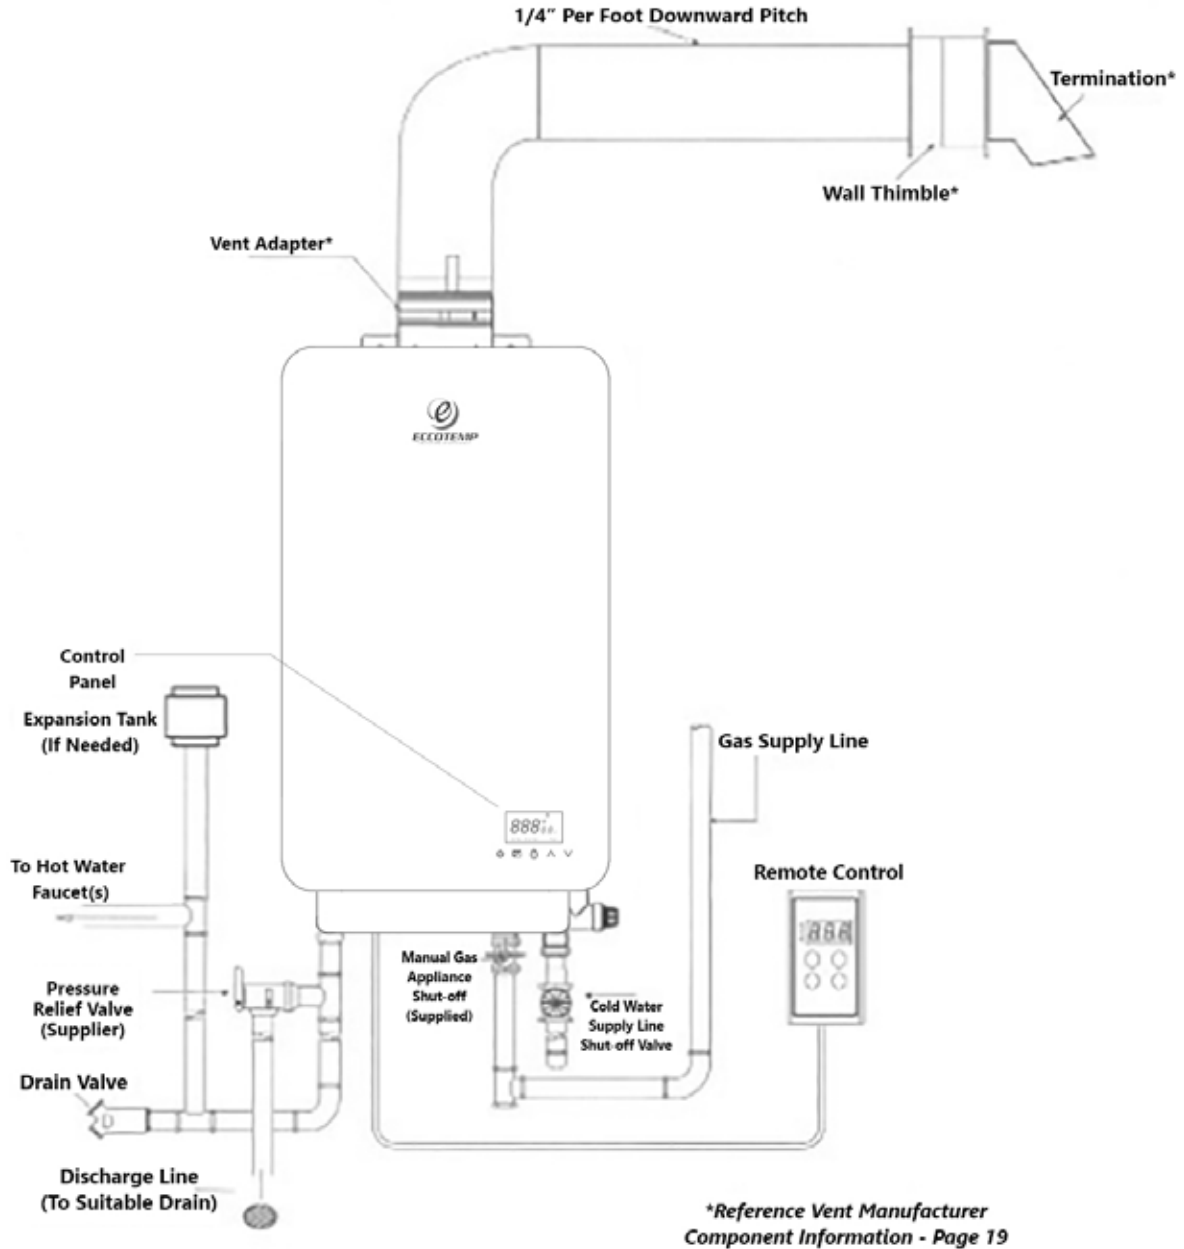 1/4” Per Foot Downward Pitch
Termination*
Wall Thimble*
Vent Adapter*
e
ECCOTEMP
Control
Panel
Expansion Tank
(If Needed)
Gas Supply Line
888
To Hot Water
Faucet(s)
Remote Control
888
Manual Gas
Appliance
Shut-off
(Supplied)
Pressure
Relief Valve
(Supplier)
Cold Water
Supply Line
Shut-off Valve
Drain Valve
Discharge Line
(To Suitable Drain)
*Reference Vent Manufacturer
Component Information - Page 19